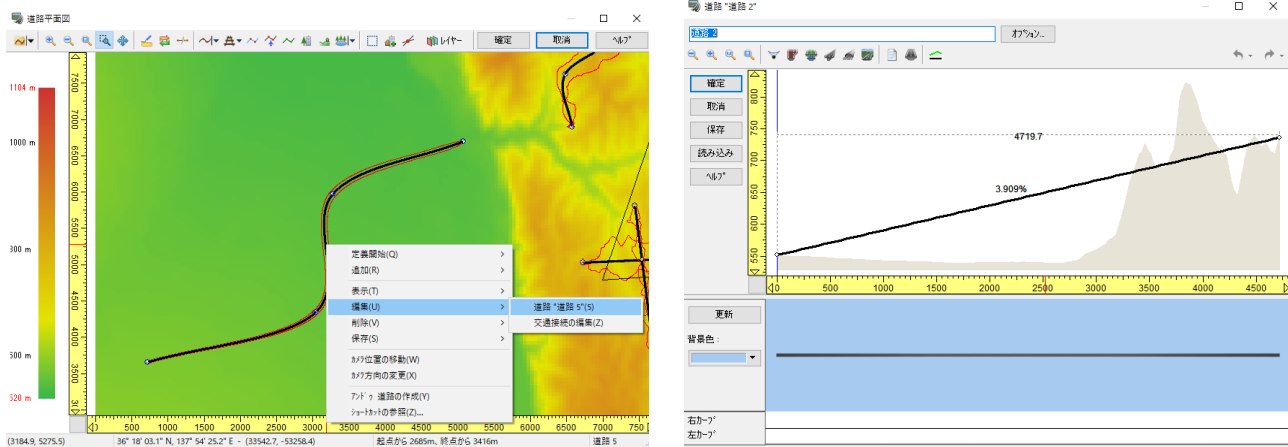 道路平面図
レイヤー
確定
取消
ヘルプ
1104 m
1000 m
800 m
600 m
520 m
7500
7000
6500
6000
5500
5000
4500
4000
3500
定義開始(O)
追加(R)
表示(T)
編集(U)
削除(V)
保存(S)
カメラ位置の移動(W)
カメラ方向の変更(X)
アンドゥ 道路の作成(Y)
ショートカットの参照(Z)...
道路 "道路 5"(S)
交通接続の編集(Z)
0 500 1000 1500 2000 2500 3000 3500 4000 4500 5000 5500 6000 6500 7000 750
(3184.9, 5275.5)
36° 18' 03.1" N, 137° 54' 25.2" E - (33542.7, -53258.4)
起点から 2685m、終点から 3416m
道路 5
道路 "道路 2"
道路 2
オプション...
確定
取消
保存
読み込み
ヘルプ
800
750
700
650
600
550
4719.7
3.909%
0 500 1000 1500 2000 2500 3000 3500 4000 4500
更新
背景色 :
右カーブ
左カーブ